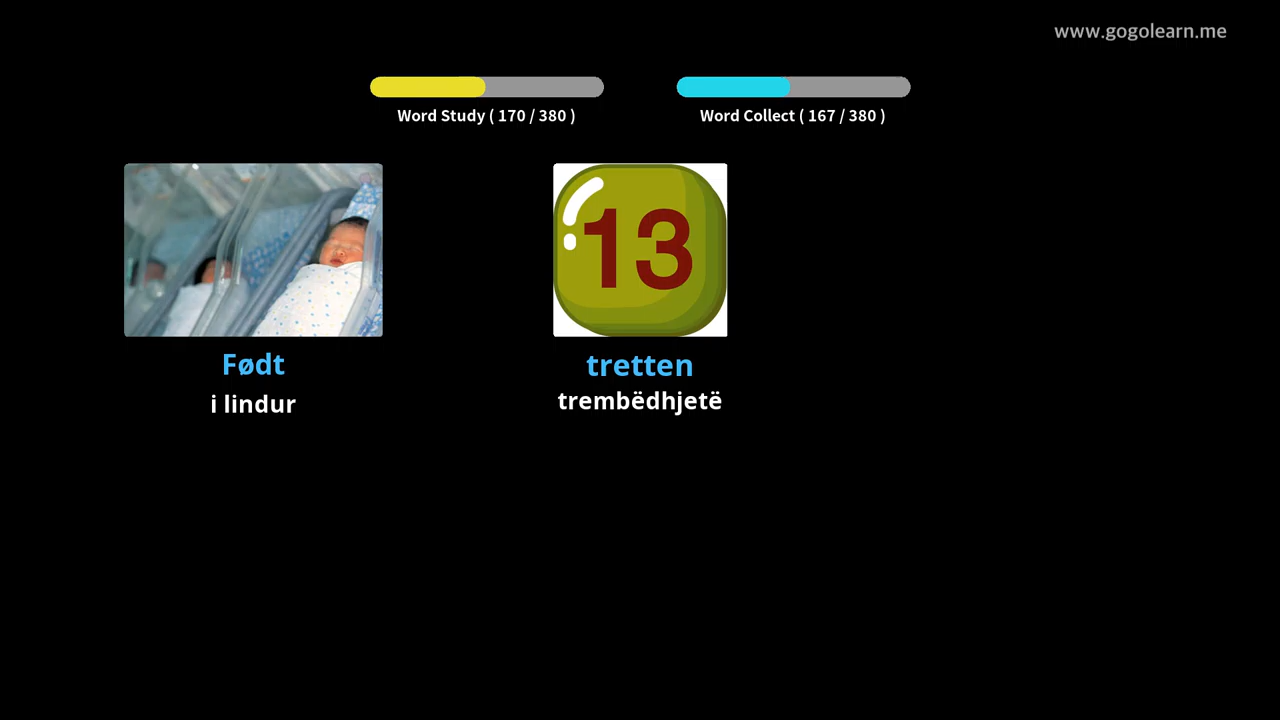 www.gogolearn.me
Word Study ( 170 / 380 )
Word Collect ( 167 / 380 )
13
Født
i lindur
tretten
trembëdhjetë